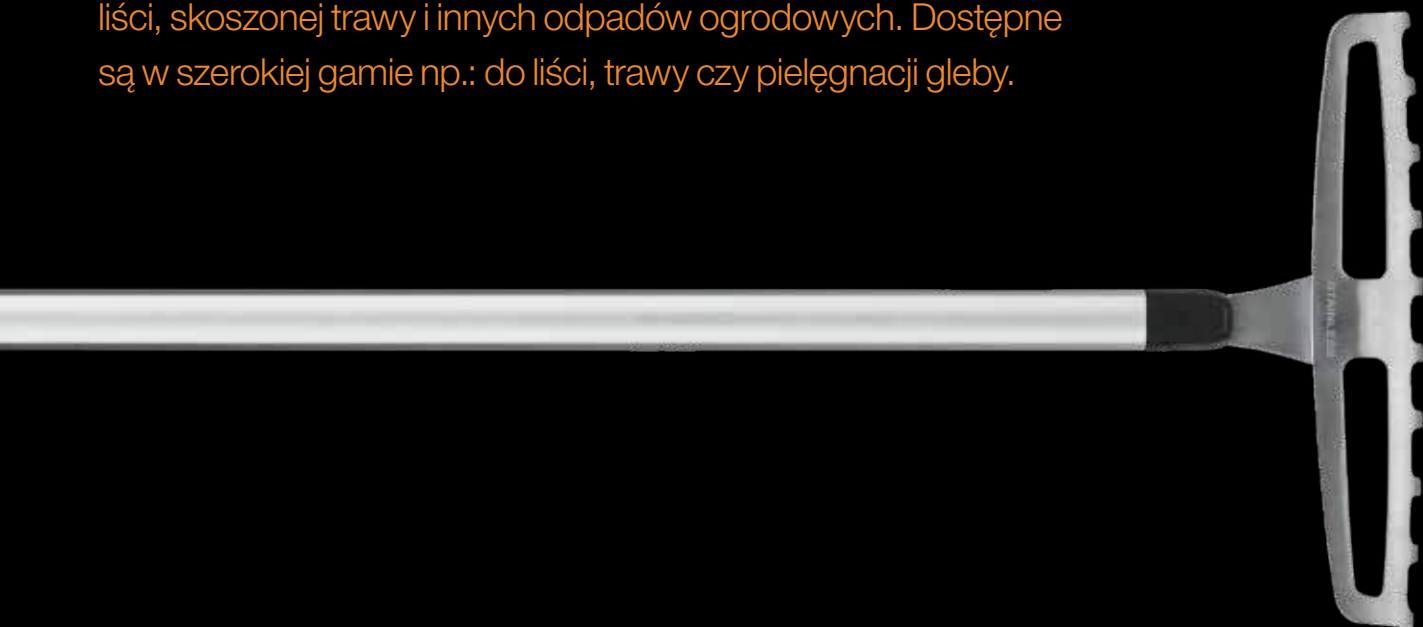 liści, skoszonej trawy i innych odpadów ogrodowych. Dostępne
są w szerokiej gamie np.: do liści, trawy czy pielęgnacji gleby.